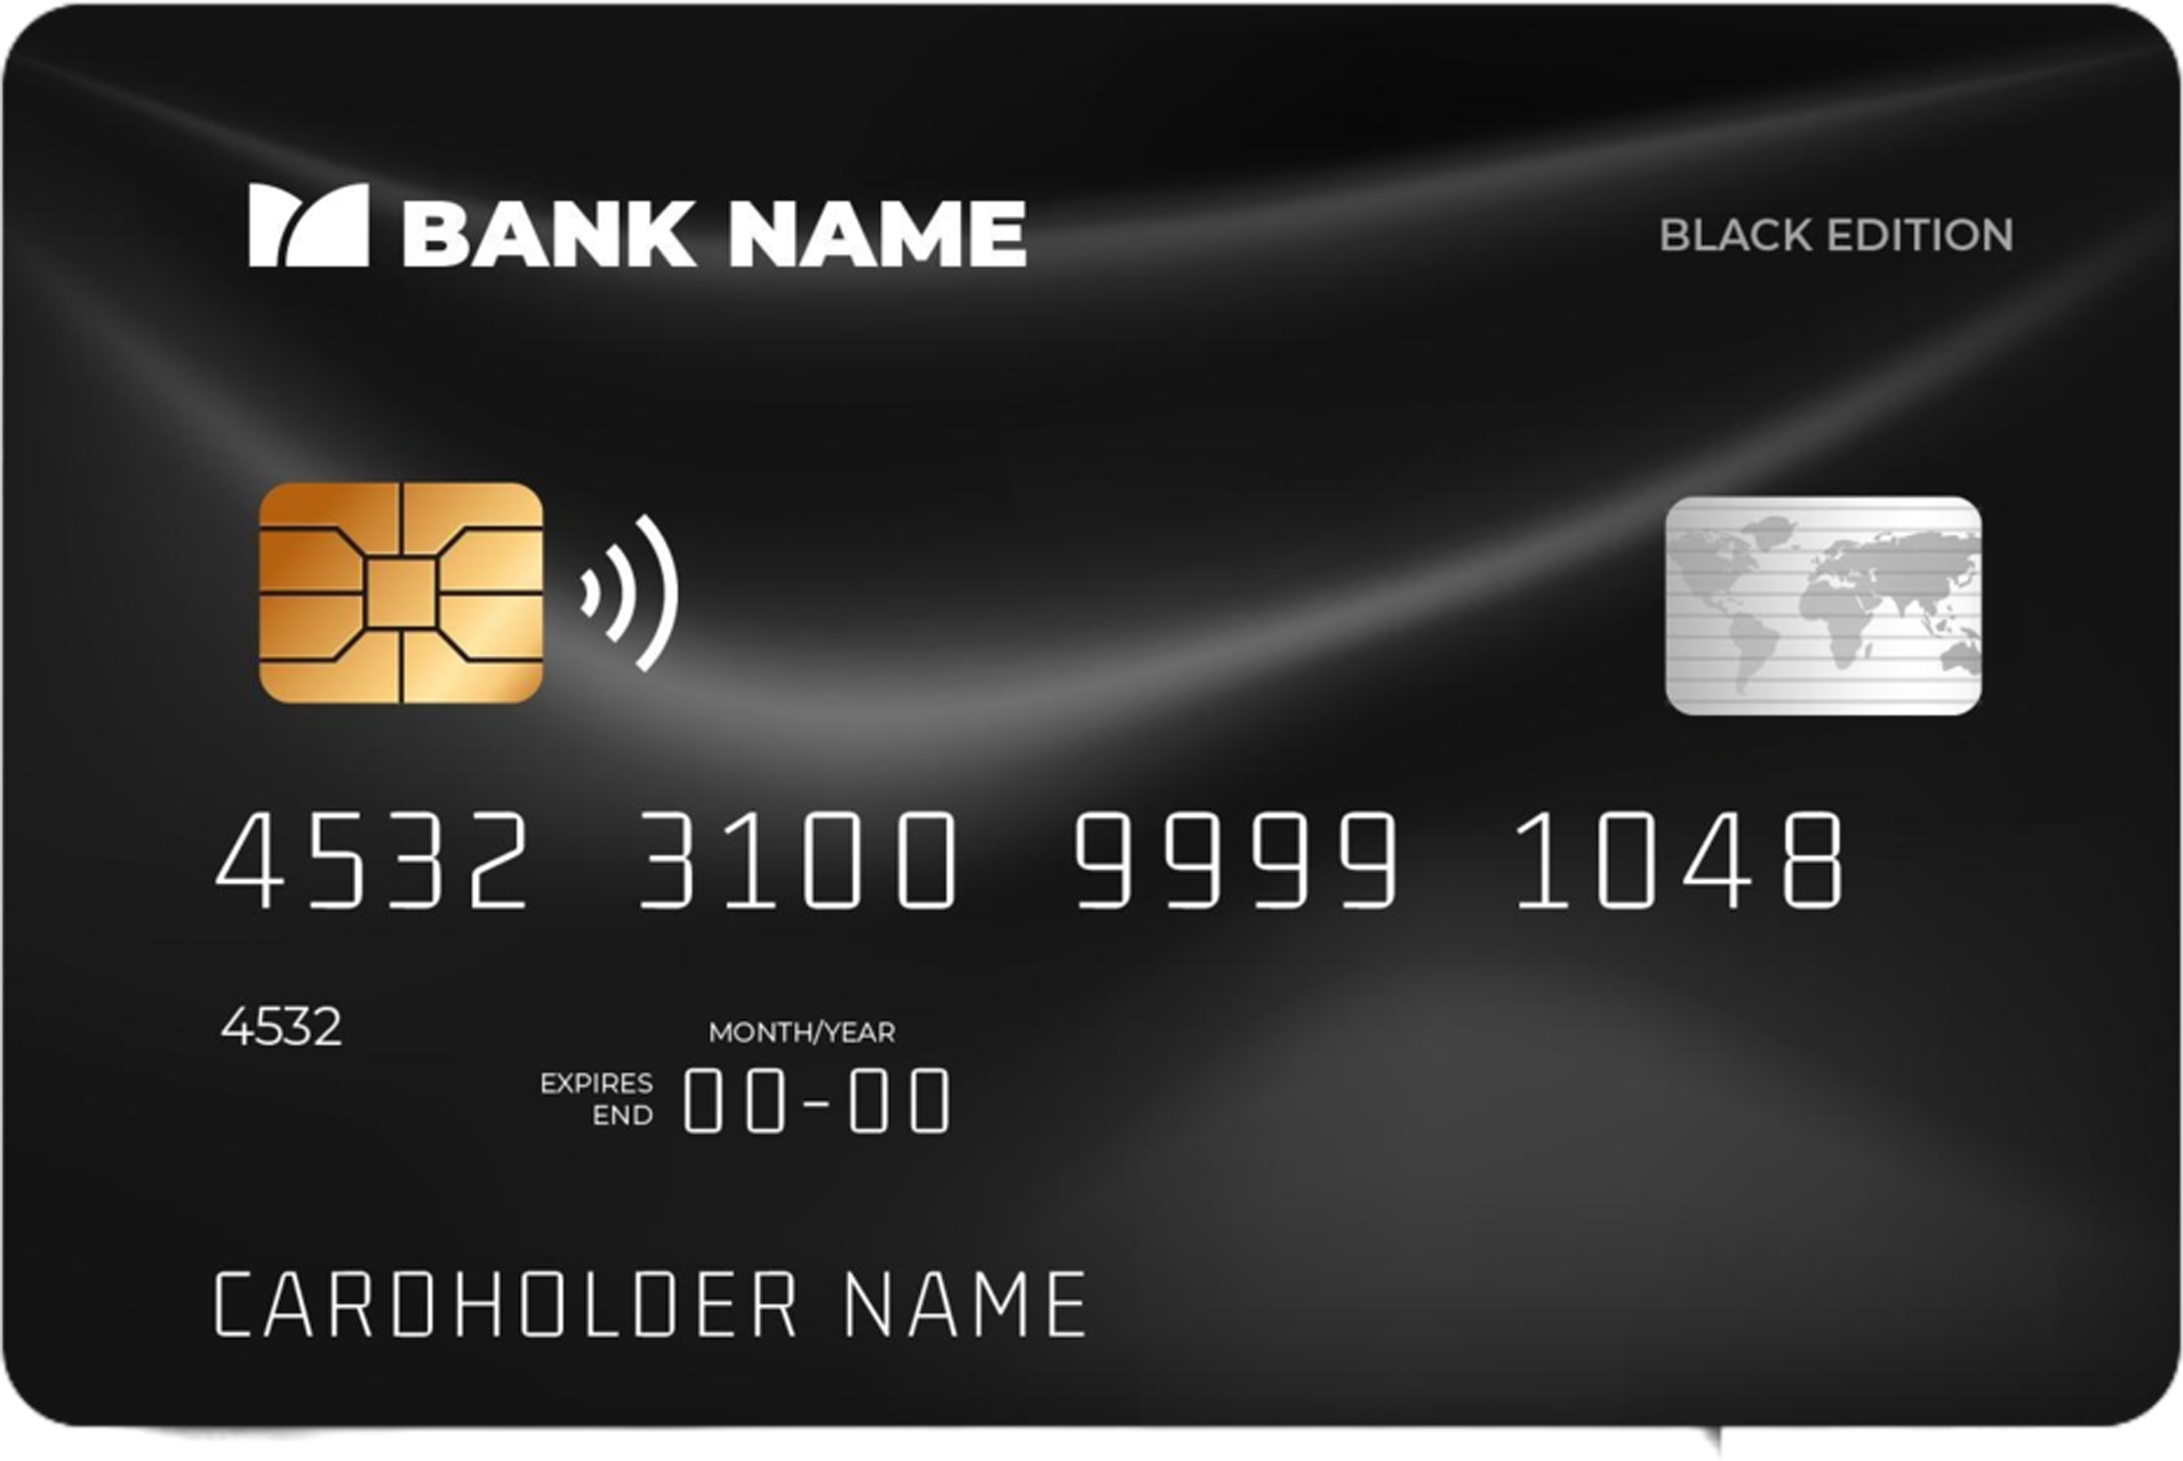 BANK NAME
BLACK EDITION
4532 3100 9999 1048
4532
MONTH/YEAR
EXPIRES
END
00-00
CARDHOLDER NAME